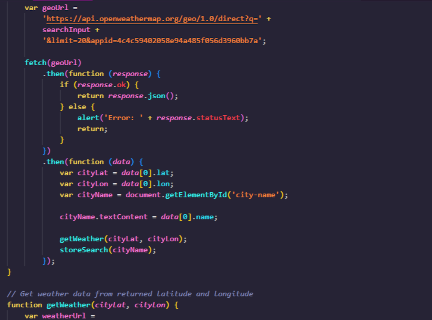 var geoUrl =
'https://api.openweathermap.org/geo/1.0/direct?q=' +
searchInput +
'&limit=20&appid=4c4c59402058e94a485f056d3960bb7a';
fetch(geoUrl)
.then(function (response) {
if (response.ok) {
return response.json();
} else {
alert('Error: ' + response.statusText);
return;
}
})
.then(function (data) {
var cityLat = data[0].lat;
var cityLon = data[0].lon;
var cityName = document.getElementById('city-name');
cityName.textContent = data[0].name;
getWeather(cityLat, cityLon);
storeSearch(cityName);
});
}
// Get weather data from returned Latitude and Longitude
function getWeather(cityLat, cityLon) {
var weatherUrl =